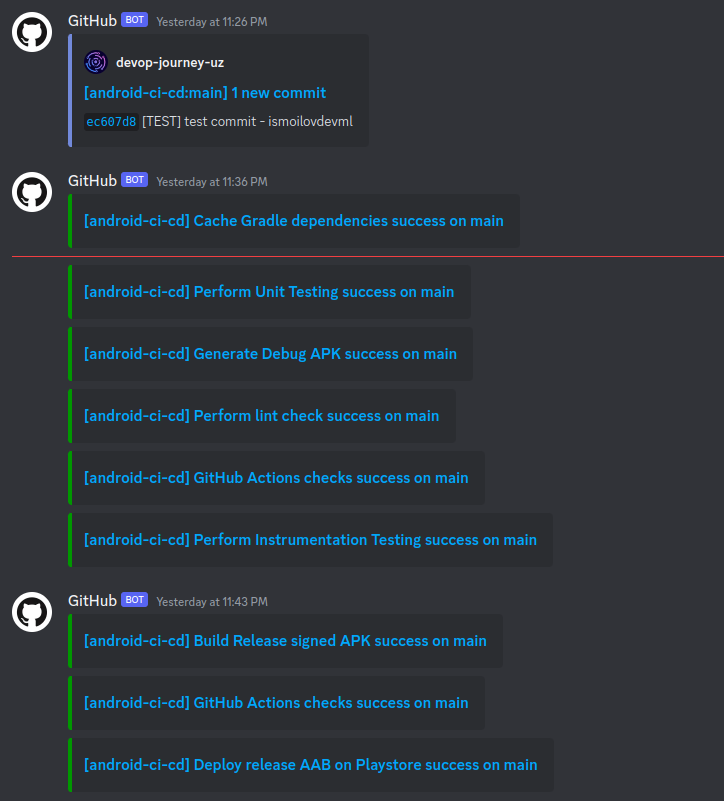 GitHub BOT Yesterday at 11:26 PM
devop-journey-uz
[android-ci-cd:main] 1 new commit
ec607d8 [TEST] test commit - ismoilovdevml
GitHub BOT Yesterday at 11:36 PM
[android-ci-cd] Cache Gradle dependencies success on main
[android-ci-cd] Perform Unit Testing success on main
[android-ci-cd] Generate Debug APK success on main
[android-ci-cd] Perform lint check success on main
[android-ci-cd] GitHub Actions checks success on main
[android-ci-cd] Perform Instrumentation Testing success on main
GitHub BOT Yesterday at 11:43 PM
[android-ci-cd] Build Release signed APK success on main
[android-ci-cd] GitHub Actions checks success on main
[android-ci-cd] Deploy release AAB on Playstore success on main